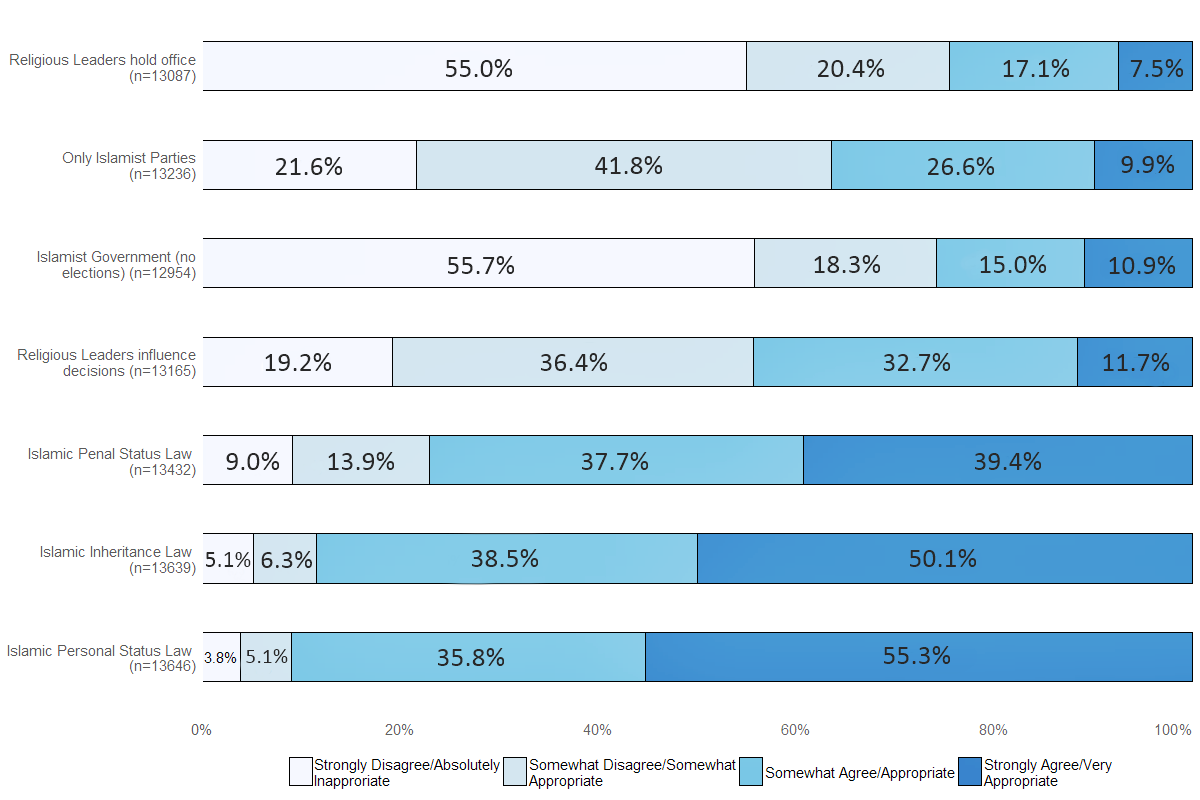 Religious Leaders hold office
(n=13087)
55.0% 20.4% 17.1% 7.5%
Only Islamist Parties
(n=13236)
21.6% 41.8% 26.6% 9.9%
Islamist Government (no
elections) (n=12954)
55.7% 18.3% 15.0% 10.9%
Religious Leaders influence
decisions (n=13165)
19.2% 36.4% 32.7% 11.7%
Islamic Penal Status Law
(n=13432)
9.0% 13.9% 37.7% 39.4%
Islamic Inheritance Law
(n=13639)
5.1% 6.3% 38.5% 50.1%
Islamic Personal Status Law
(n=13646)
3.8% 5.1% 35.8% 55.3%
0% 20% 40% 60% 80% 100%
Strongly Disagree/Absolutely
Inapproriate
Somewhat Disagree/Somewhat
Appropriate
Somewhat Agree/Appropriate
Strongly Agree/Very
Appropriate